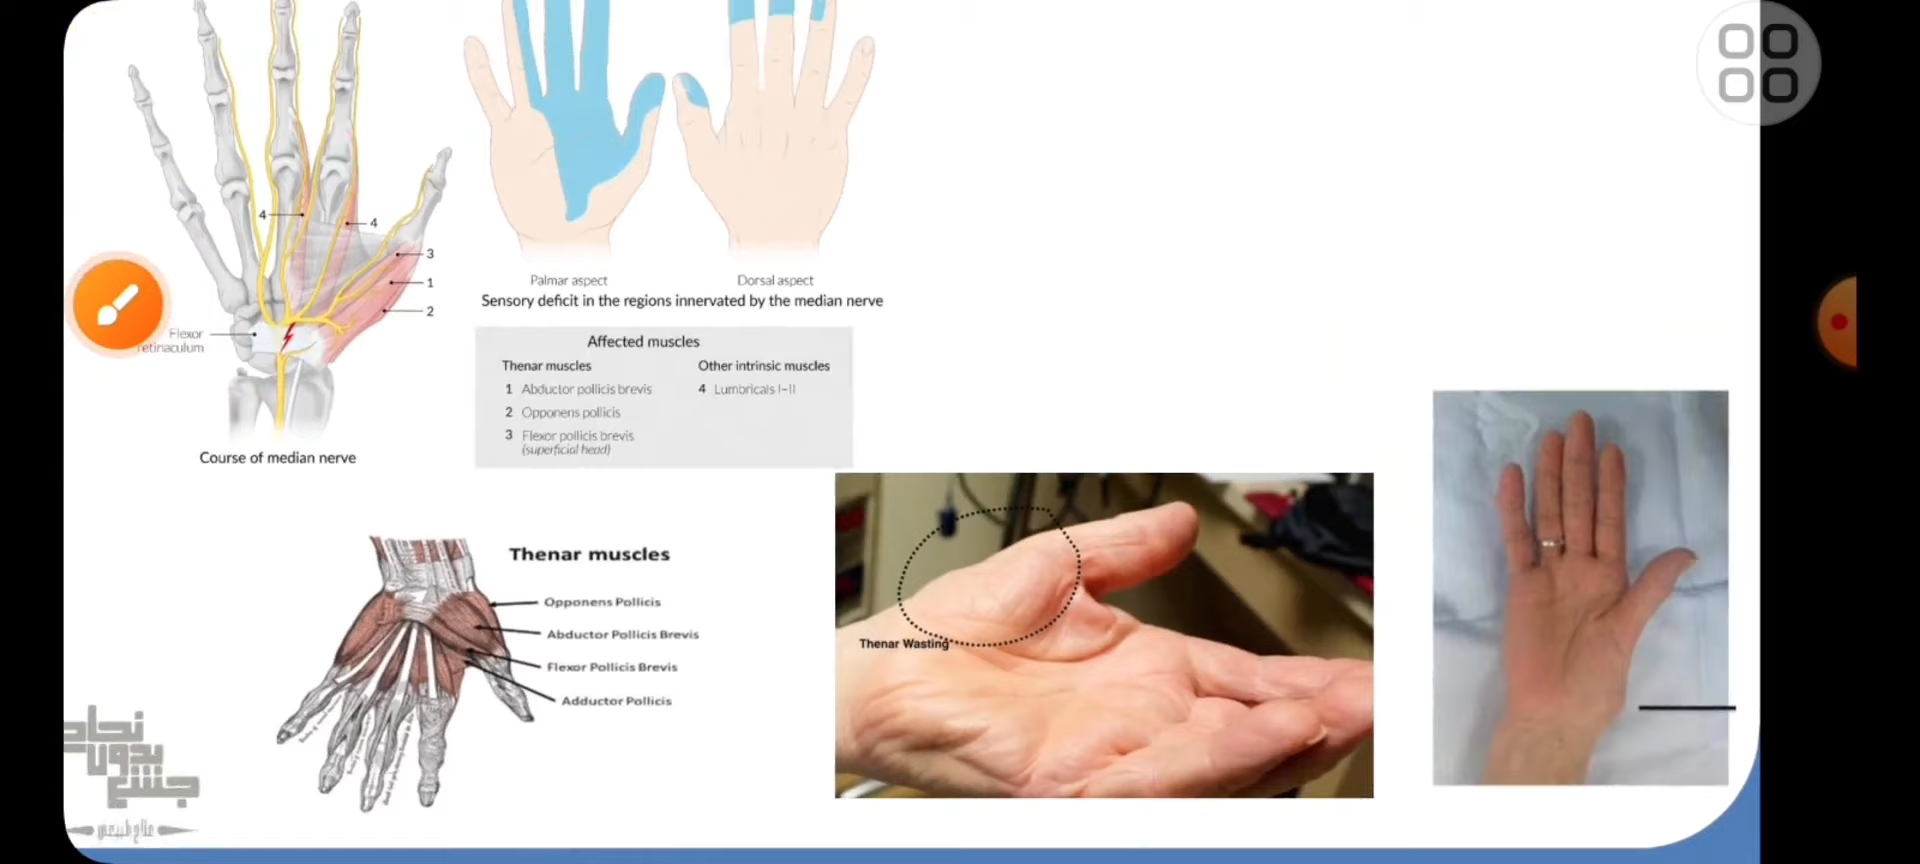 4
4
3
1
2
Flexor
retinaculum
Course of median nerve
Palmar aspect
Dorsal aspect
Sensory deficit in the regions innervated by the median nerve
Affected muscles
Thenar muscles
Other intrinsic muscles
1 Abductor pollicis brevis
4 Lumbricals I–II
2 Opponens pollicis
3 Flexor pollicis brevis
(superficial head)
Thenar muscles
Opponens Pollicis
Abductor Pollicis Brevis
Flexor Pollicis Brevis
Adductor Pollicis
Thenar Wasting
نجاح
بدون
جشع